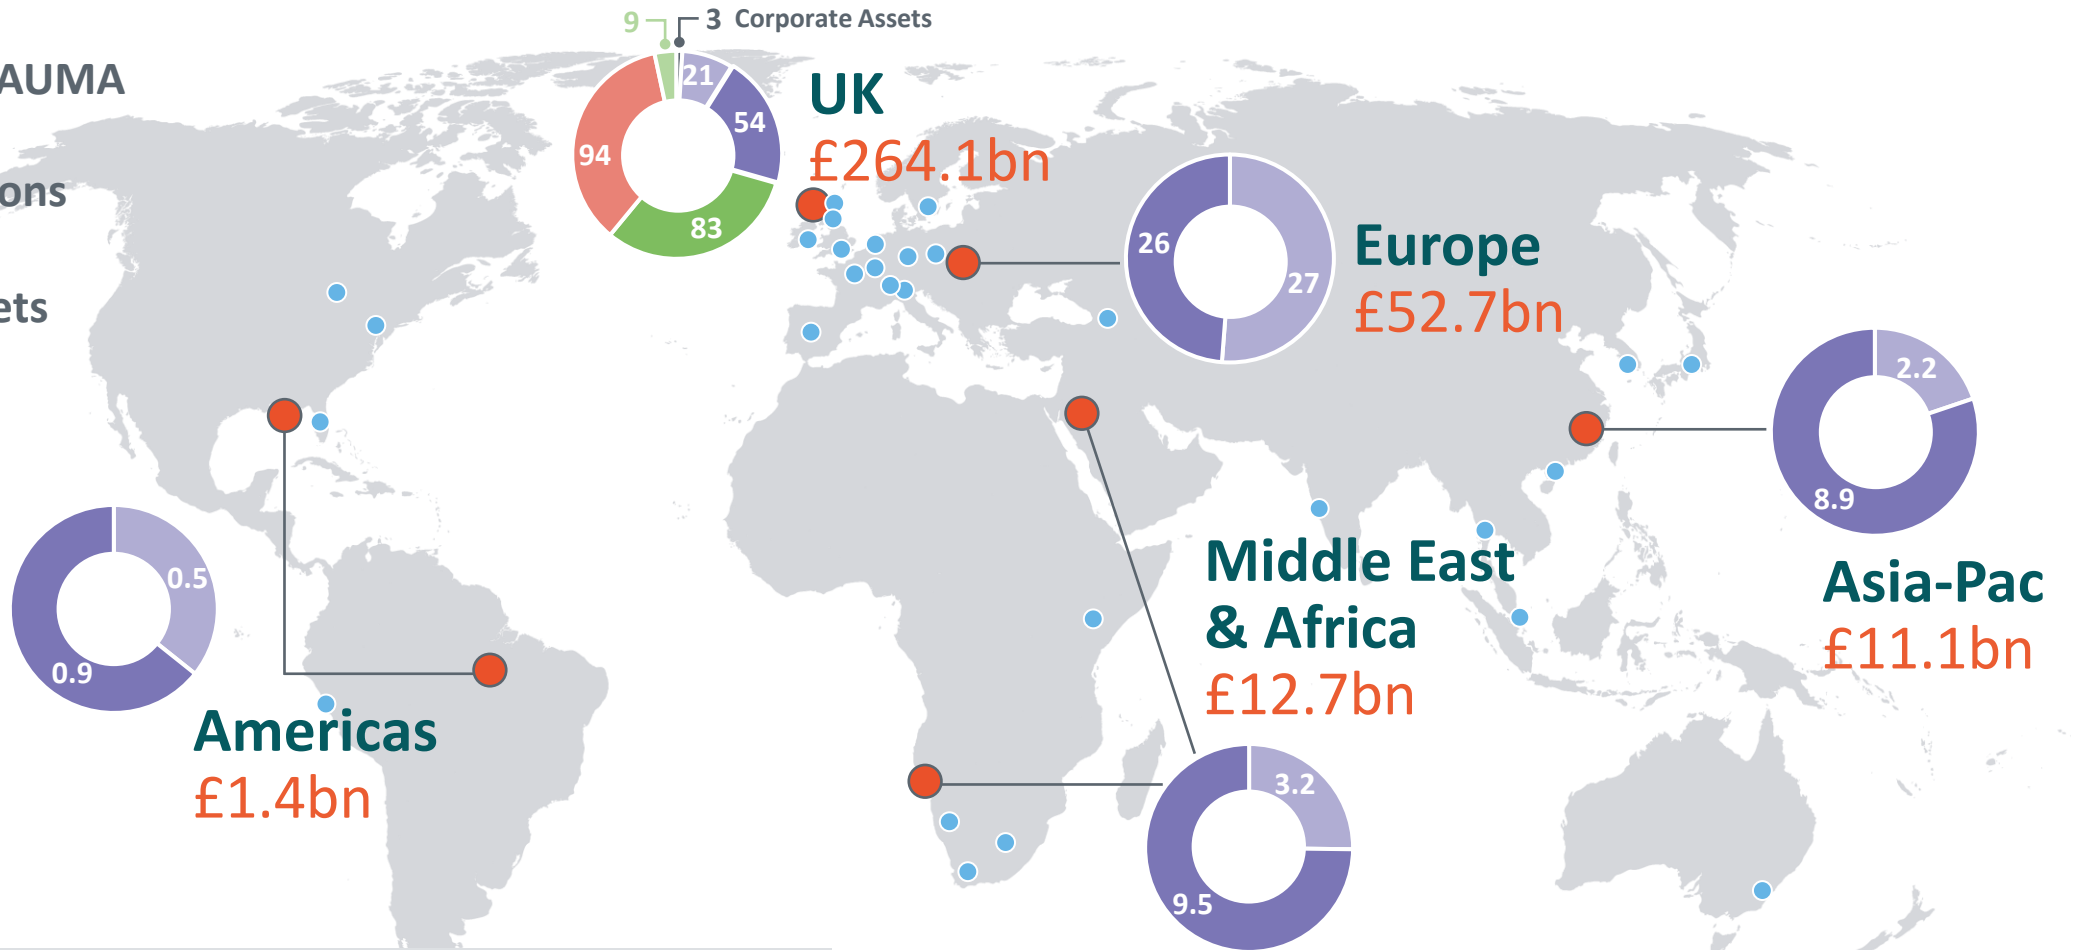 9
3 Corporate Assets
AUMA
21
UK
54
£264.1bn
94
ons
83
26
Europe
27
£52.7bn
ets
2.2
8.9
Middle East
& Africa
£12.7bn
Asia-Pac
£11.1bn
0.5
0.9
Americas
£1.4bn
3.2
9.5